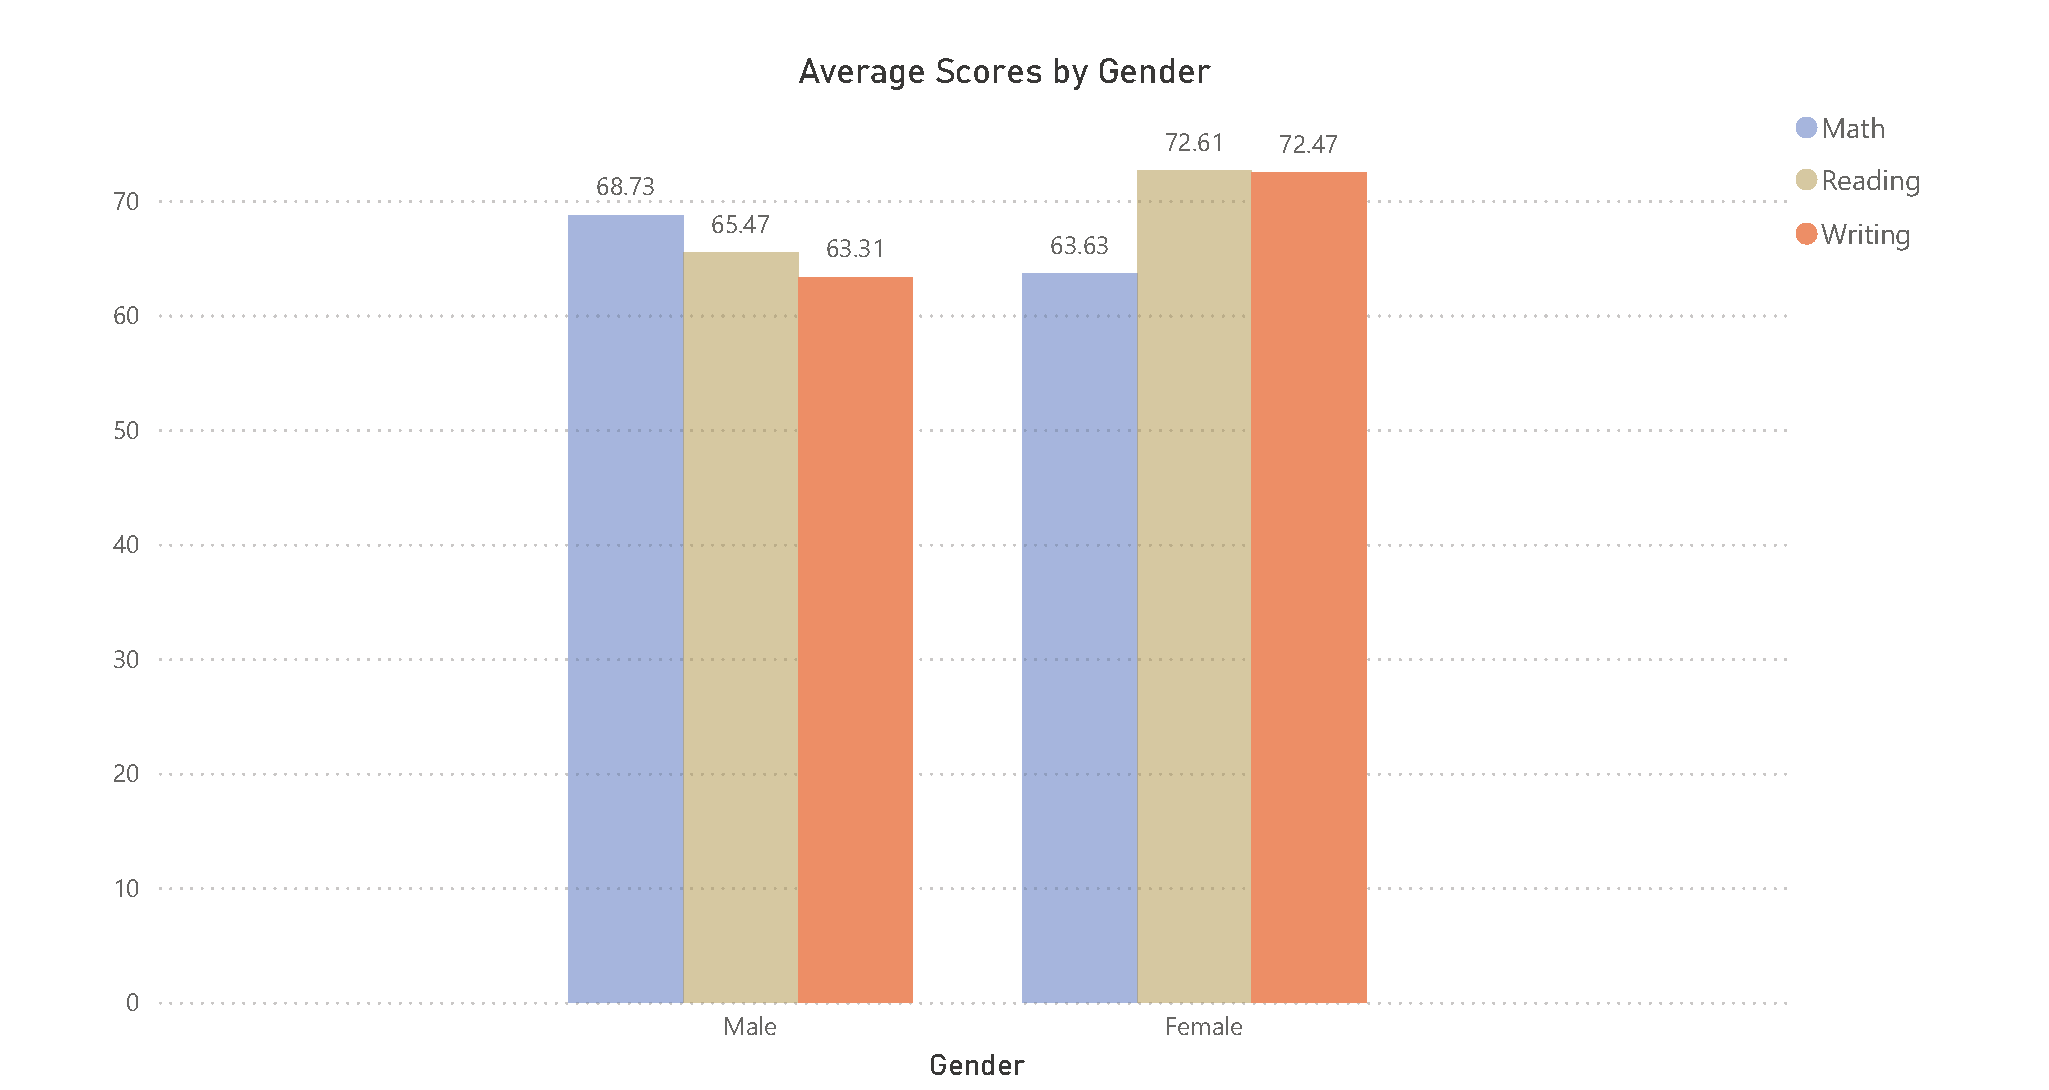 Average Scores by Gender
Math
Reading
Writing
72.61
72.47
68.73
65.47
63.31
63.63
70
60
50
40
30
20
10
0
Male
Female
Gender